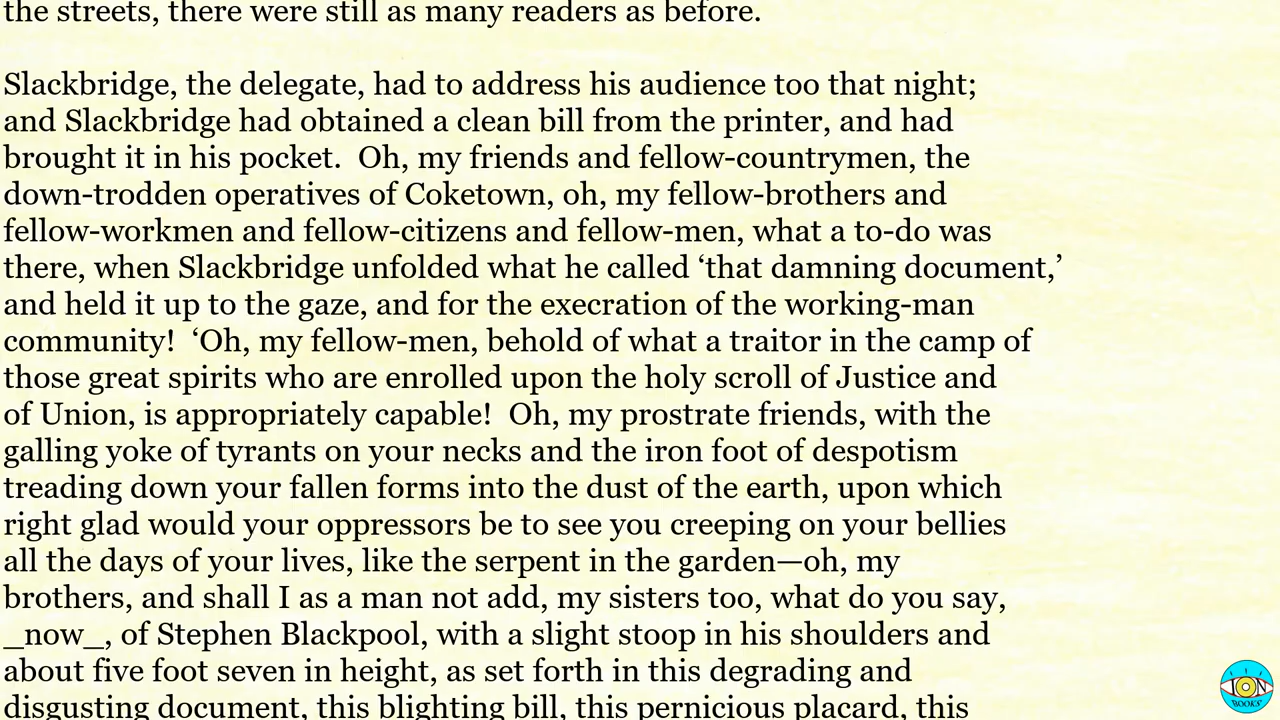 the streets, there were still as many readers as before.
Slackbridge, the delegate, had to address his audience too that night;
and Slackbridge had obtained a clean bill from the printer, and had
brought it in his pocket.  Oh, my friends and fellow-countrymen, the
down-trodden operatives of Coketown, oh, my fellow-brothers and
fellow-workmen and fellow-citizens and fellow-men, what a to-do was
there, when Slackbridge unfolded what he called ‘that damning document,’
and held it up to the gaze, and for the execration of the working-man
community!  ‘Oh, my fellow-men, behold of what a traitor in the camp of
those great spirits who are enrolled upon the holy scroll of Justice and
of Union, is appropriately capable!  Oh, my prostrate friends, with the
galling yoke of tyrants on your necks and the iron foot of despotism
treading down your fallen forms into the dust of the earth, upon which
right glad would your oppressors be to see you creeping on your bellies
all the days of your lives, like the serpent in the garden—oh, my
brothers, and shall I as a man not add, my sisters too, what do you say,
_now_, of Stephen Blackpool, with a slight stoop in his shoulders and
about five foot seven in height, as set forth in this degrading and
disgusting document, this blighting bill, this pernicious placard, this
ION
BOOKS